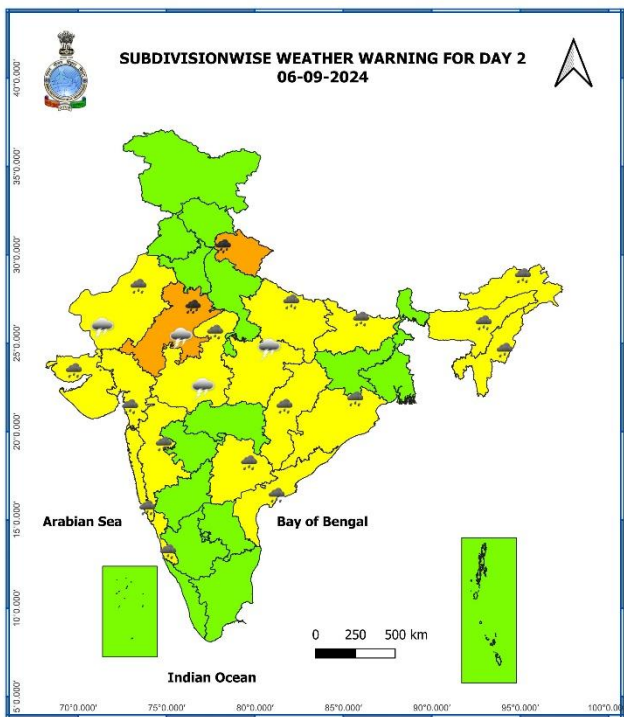 SUBDIVISIONWISE WEATHER WARNING FOR DAY 2
06-09-2024
40°0.000'
35°0.000'
30°0.000'
25°0.000'
20°0.000'
15°0.000'
10°0.000'
5°0.000'
Arabian Sea
Bay of Bengal
0 250 500 km
Indian Ocean
70°0.000' 75°0.000' 80°0.000' 85°0.000' 90°0.000' 95°0.000' 100°0.0